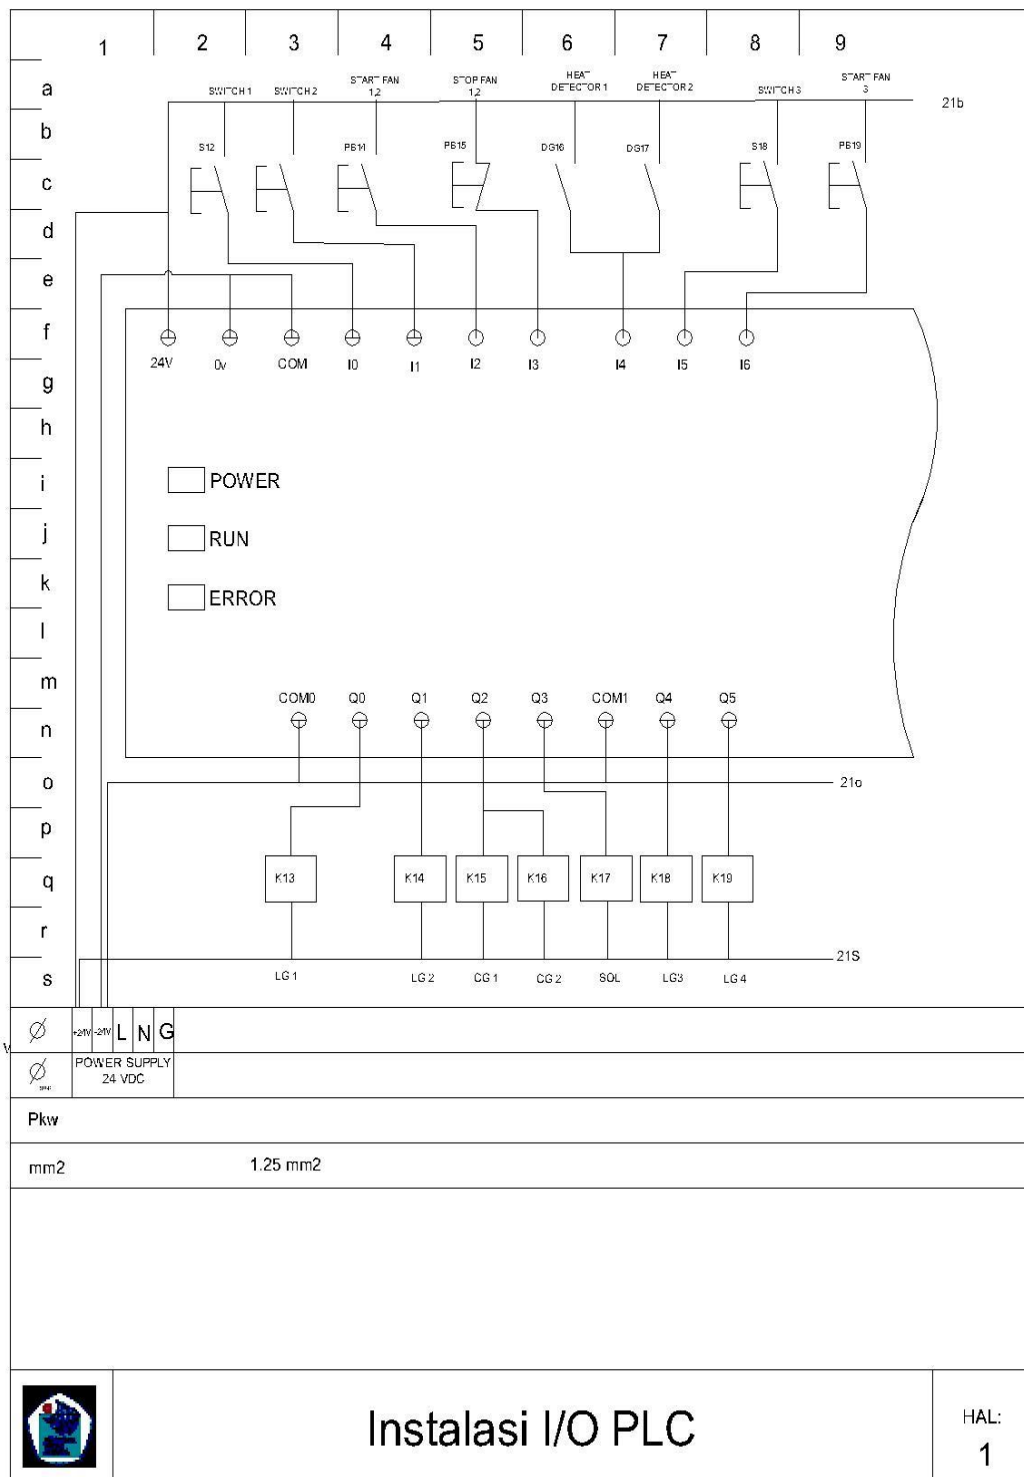 1 2 3 4 5 6 7 8 9
a
SWITCH 1 SWITCH 2 START FAN 1,2 STOP FAN 1,2 HEAT DETECTOR 1 HEAT DETECTOR 2 SWITCH 3 START FAN 3
21b
b
S12 PB14 PB15 DG16 DG17 S18 PB19
c
d
e
f
24V 0v COM I0 I1 I2 I3 I4 I5 I6
g
h
i
POWER
j
RUN
k
ERROR
l
m
COM0 Q0 Q1 Q2 Q3 COM1 Q4 Q5
n
o
21o
p
q
K13 K14 K15 K16 K17 K18 K19
r
21S
s
LG 1 LG 2 CG 1 CG 2 SOL LG3 LG 4
+24V -24V L N G
POWER SUPPLY
24 VDC
Pkw
mm2 1.25 mm2
Instalasi I/O PLC
HAL:
1